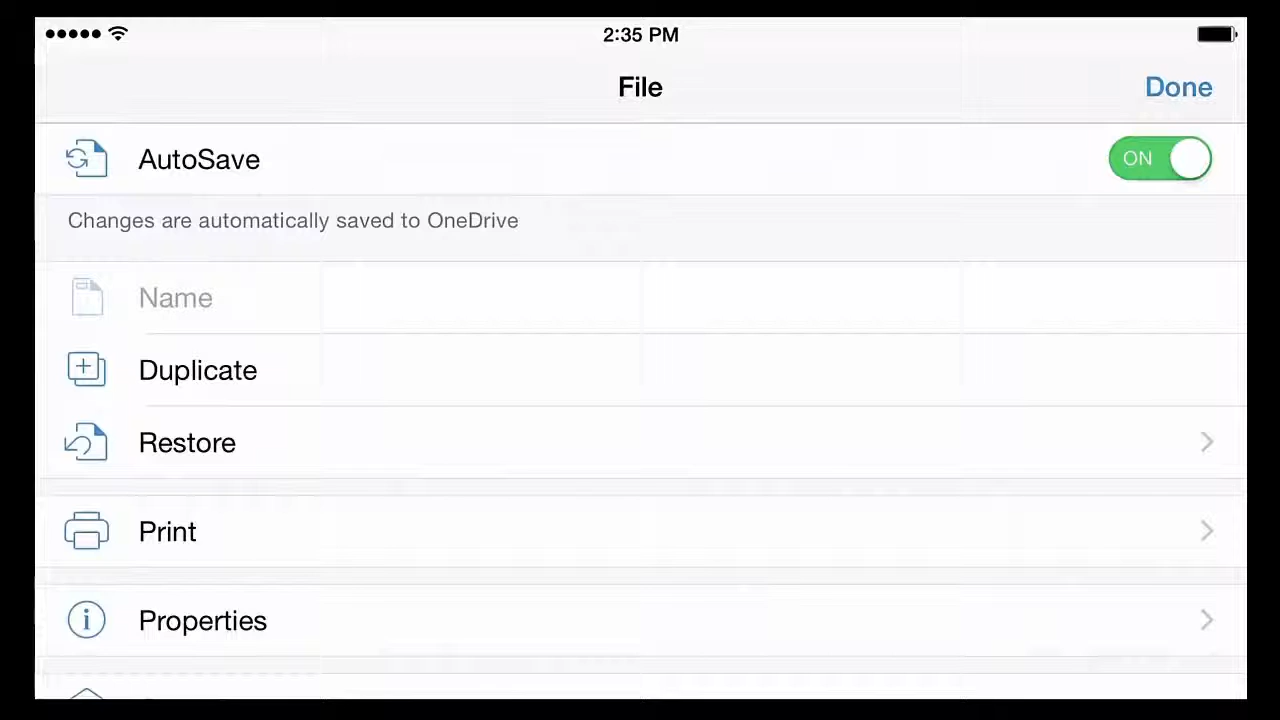 2:35 PM
File
Done
AutoSave
ON
Changes are automatically saved to OneDrive
Name
Duplicate
Restore
Print
Properties